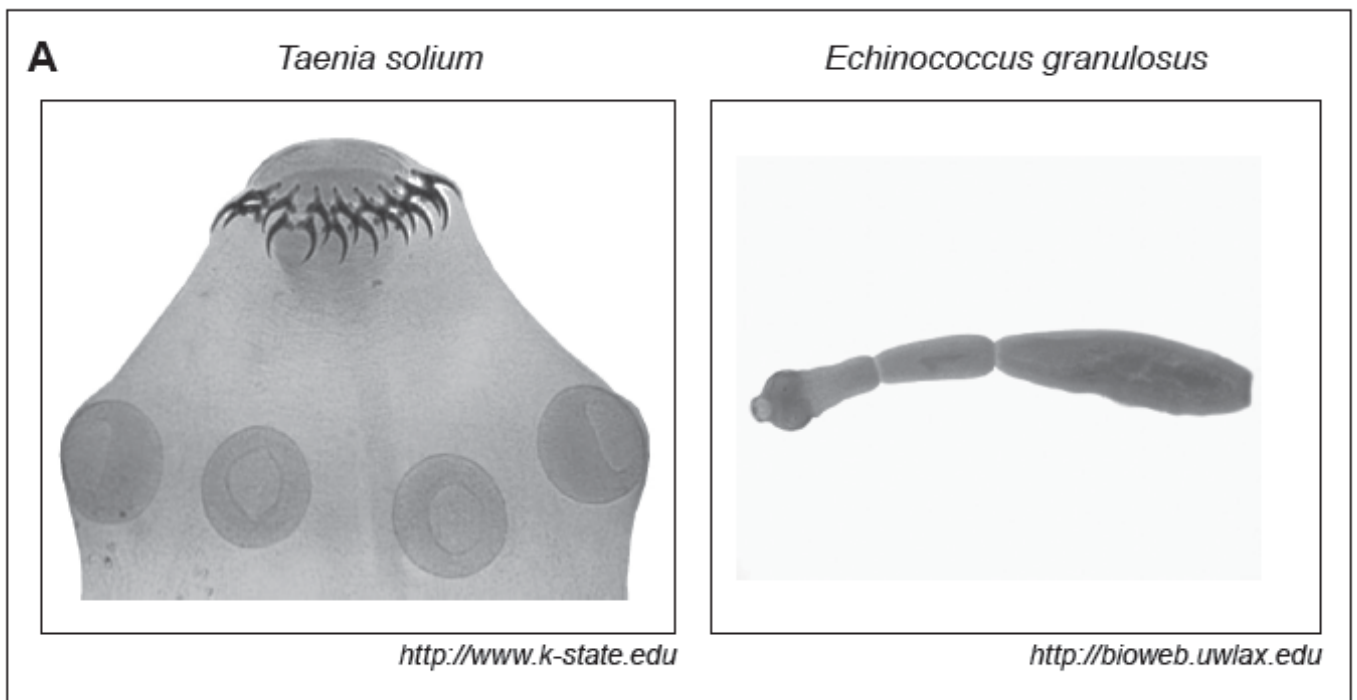 A
Taenia solium
Echinococcus granulosus
http://www.k-state.edu
http://bioweb.uwlax.edu